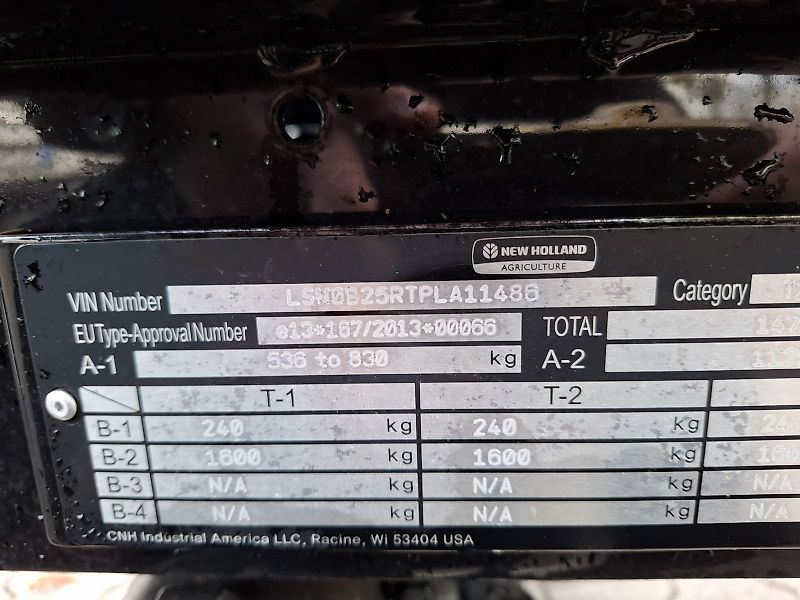 NEW HOLLAND
AGRICULTURE
VIN Number LSN0B25RTPLA11486 Category
EU Type-Approval Number e13*167/2013*00066 TOTAL
A-1 536 to 830 kg A-2
T-1 T-2
B-1 240 kg 240 kg
B-2 1600 kg 1600 kg
B-3 N/A kg N/A kg N/A
B-4 N/A kg N/A kg N/A
CNH Industrial America LLC, Racine, Wi 53404 USA